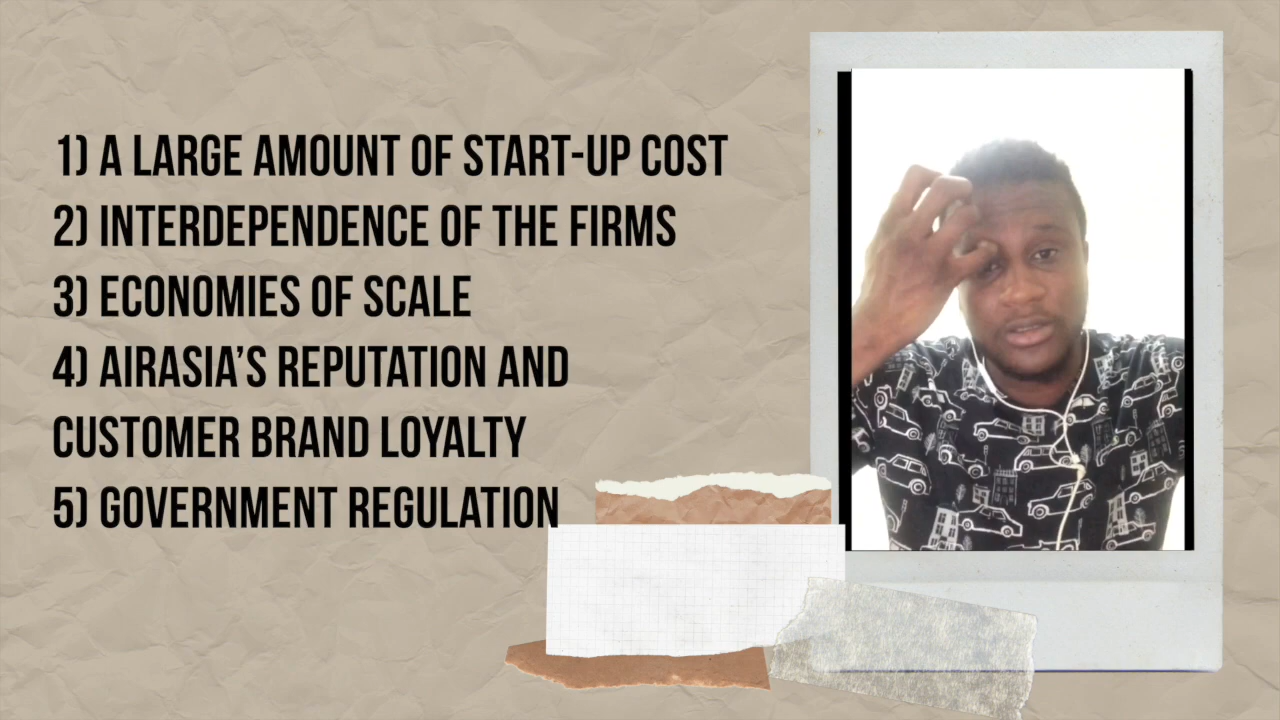 1) A LARGE AMOUNT OF START-UP COST
2) INTERDEPENDENCE OF THE FIRMS
3) ECONOMIES OF SCALE
4) AIRASIA’S REPUTATION AND
CUSTOMER BRAND LOYALTY
5) GOVERNMENT REGULATION